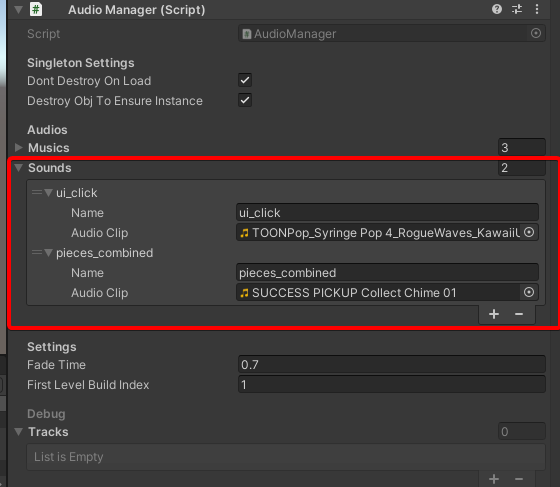 Audio Manager (Script)
Script AudioManager
Singleton Settings
Dont Destroy On Load
Destroy Obj To Ensure Instance
Audios
Musics 3
Sounds 2
ui_click
Name ui_click
Audio Clip TOONPop_Syringe Pop 4_RogueWaves_KawaiiU
pieces_combined
Name pieces_combined
Audio Clip SUCCESS PICKUP Collect Chime 01
Settings
Fade Time 0.7
First Level Build Index 1
Debug
Tracks 0
List is Empty